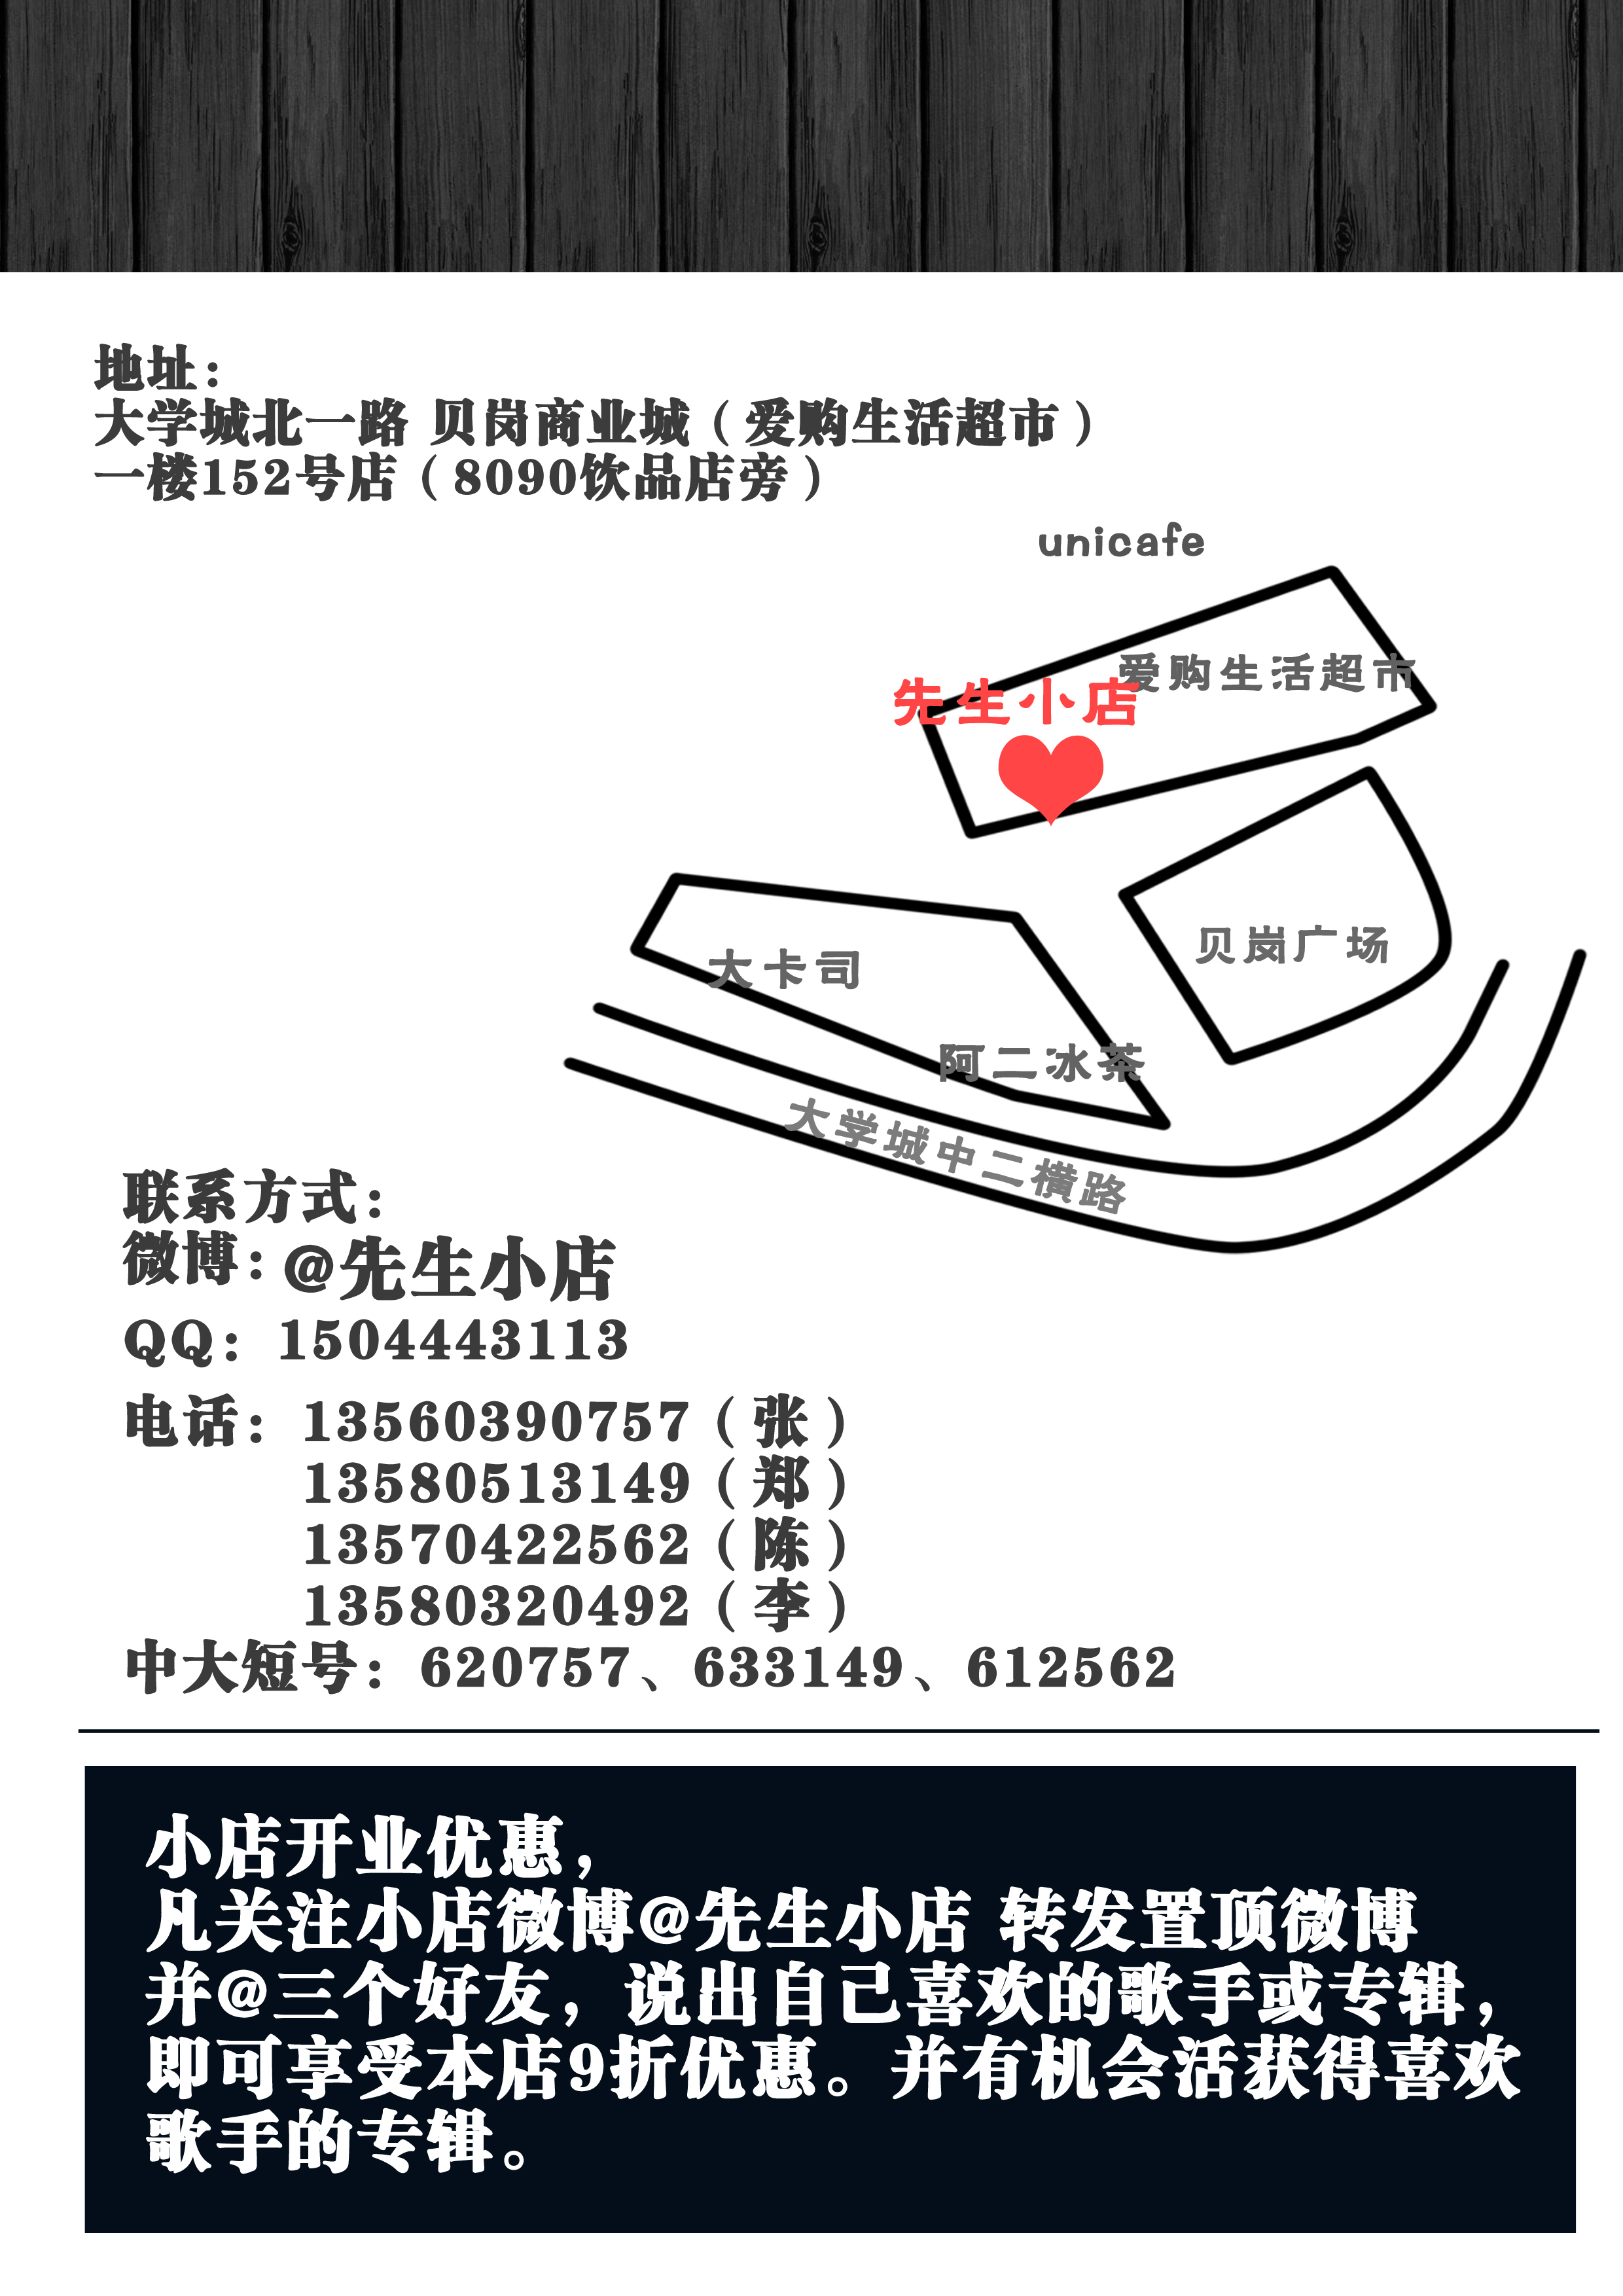 地址：
大学城北一路 贝岗商业城（爱购生活超市）
一楼152号店（8090饮品店旁）
unicafe
爱购生活超市
先生小店
贝岗广场
大卡司
阿二冰茶
大学城中二横路
联系方式：
微博：@先生小店
QQ：1504443113
电话：13560390757（张）
13580513149（郑）
13570422562（陈）
13580320492（李）
中大短号：620757、633149、612562
小店开业优惠，
凡关注小店微博@先生小店 转发置顶微博
并@三个好友，说出自己喜欢的歌手或专辑，
即可享受本店9折优惠。并有机会活获得喜欢
歌手的专辑。